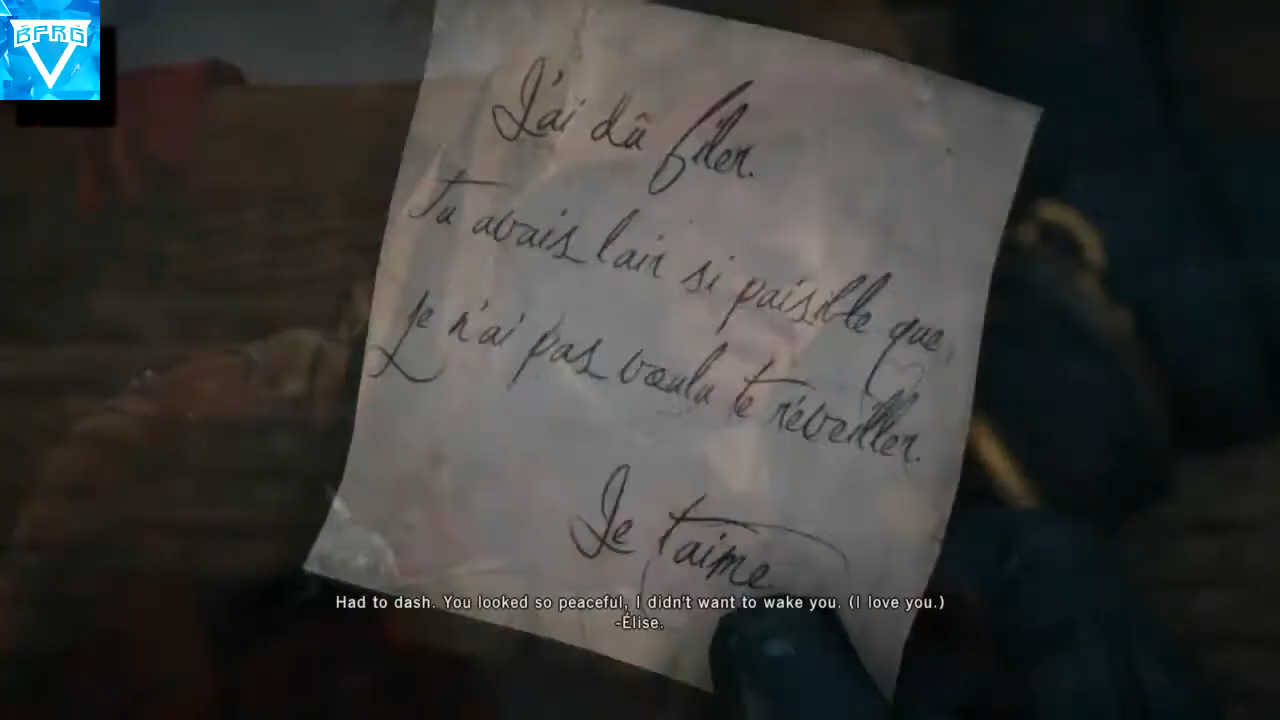 BPRG
J'ai dû filer.
Tu avais l'air si paisible que
je n'ai pas voulu te réveiller.
Je t'aime
Had to dash. You looked so peaceful, I didn't want to wake you. (I love you.)
-Élise.